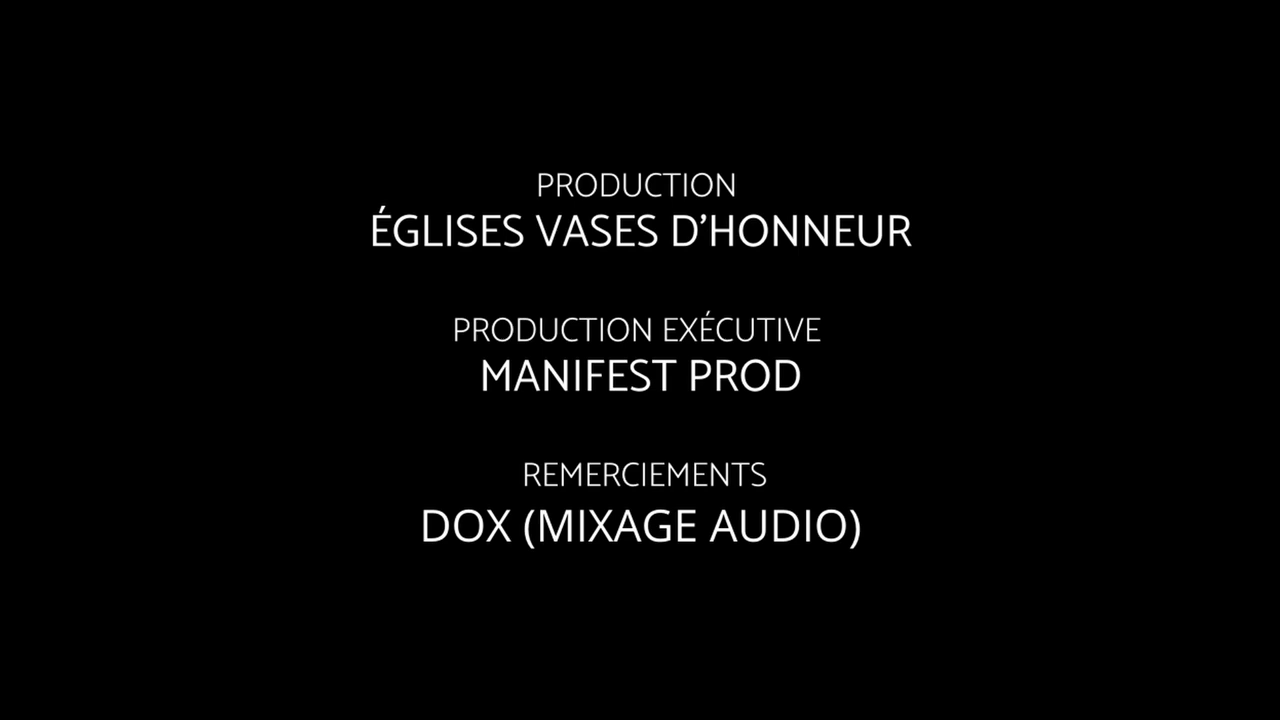 PRODUCTION
ÉGLISES VASES D’HONNEUR
PRODUCTION EXÉCUTIVE
MANIFEST PROD
REMERCIEMENTS
DOX (MIXAGE AUDIO)